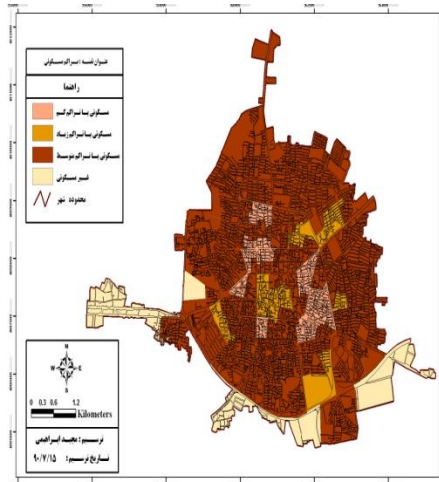 عنوان نقشه : تراکم مسکونی
راهنما
مسکونی با تراکم کم
مسکونی با تراکم زیاد
مسکونی با تراکم متوسط
غیر مسکونی
محدوده شهر
N
W E
S
0 0.3 0.6 1.2
Kilometers
ترسیم : مجید ابراهیمی
تاریخ ترسیم : ۹۰/۷/۱۵